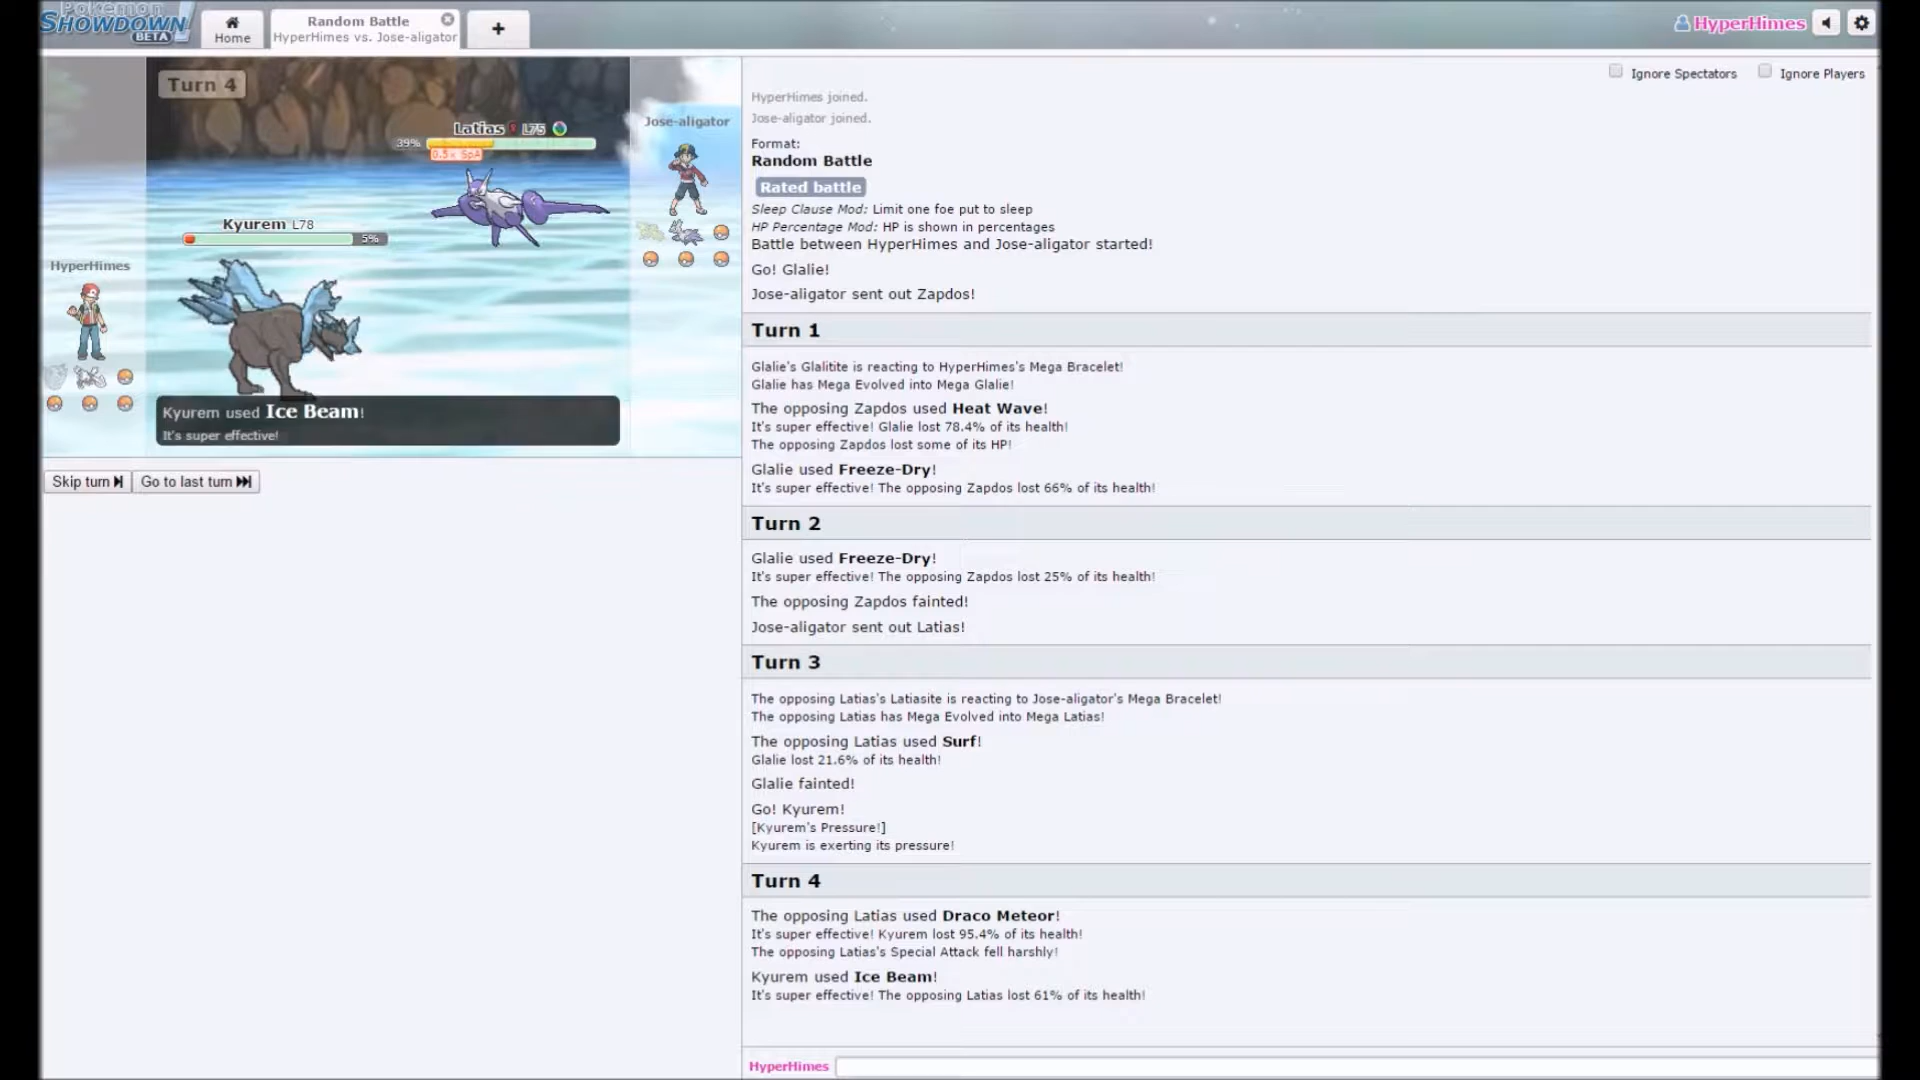 Pokémon
SHOWDOWN
BETA
Home
Random Battle
HyperHimes vs. Jose-aligator
+
HyperHimes
Turn 4
Latias L75
39%
0.5× SpA
Kyurem L78
5%
Jose-aligator
HyperHimes
Kyurem used Ice Beam!
It's super effective!
Skip turn
Go to last turn
Ignore Spectators
Ignore Players
HyperHimes joined.
Jose-aligator joined.
Format:
Random Battle
Rated battle
Sleep Clause Mod: Limit one foe put to sleep
HP Percentage Mod: HP is shown in percentages
Battle between HyperHimes and Jose-aligator started!
Go! Glalie!
Jose-aligator sent out Zapdos!
Turn 1
Glalie's Glalitite is reacting to HyperHimes's Mega Bracelet!
Glalie has Mega Evolved into Mega Glalie!
The opposing Zapdos used Heat Wave!
It's super effective! Glalie lost 78.4% of its health!
The opposing Zapdos lost some of its HP!
Glalie used Freeze-Dry!
It's super effective! The opposing Zapdos lost 66% of its health!
Turn 2
Glalie used Freeze-Dry!
It's super effective! The opposing Zapdos lost 25% of its health!
The opposing Zapdos fainted!
Jose-aligator sent out Latias!
Turn 3
The opposing Latias's Latiasite is reacting to Jose-aligator's Mega Bracelet!
The opposing Latias has Mega Evolved into Mega Latias!
The opposing Latias used Surf!
Glalie lost 21.6% of its health!
Glalie fainted!
Go! Kyurem!
[Kyurem's Pressure!]
Kyurem is exerting its pressure!
Turn 4
The opposing Latias used Draco Meteor!
It's super effective! Kyurem lost 95.4% of its health!
The opposing Latias's Special Attack fell harshly!
Kyurem used Ice Beam!
It's super effective! The opposing Latias lost 61% of its health!
HyperHimes